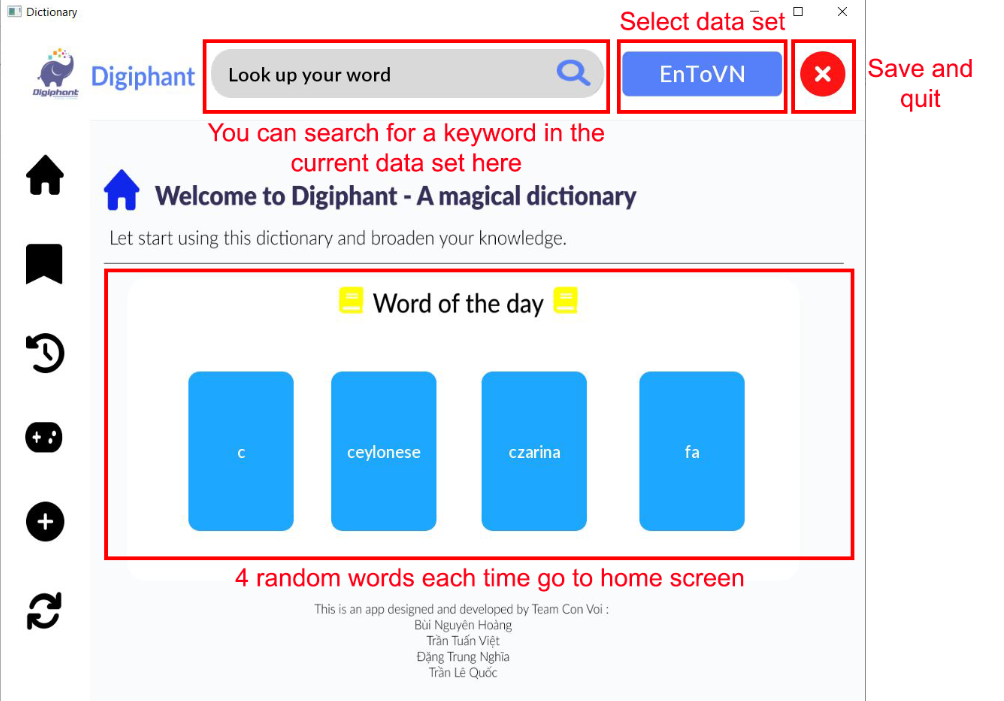 Dictionary
Select data set
Digiphant
Digiphant
Look up your word
EnToVN
Save and
quit
You can search for a keyword in the
current data set here
Welcome to Digiphant - A magical dictionary
Let start using this dictionary and broaden your knowledge.
Word of the day
c
ceylonese
czarina
fa
4 random words each time go to home screen
This is an app designed and developed by Team Con Voi :
Bùi Nguyên Hoàng
Trần Tuấn Việt
Đặng Trung Nghĩa
Trần Lê Quốc